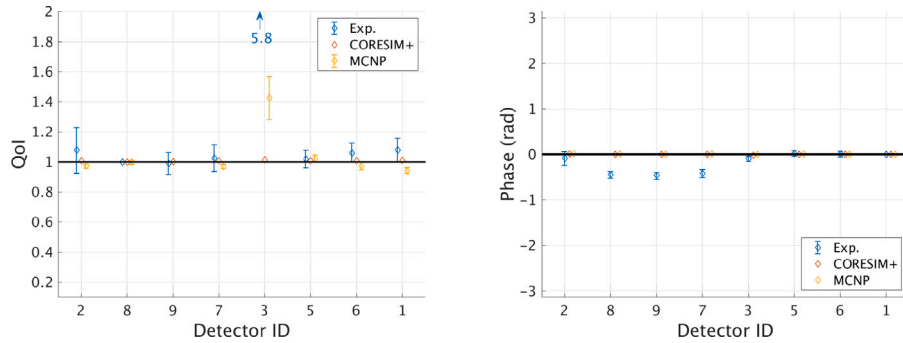 2
1.8
1.6
1.4
1.2
1
0.8
0.6
0.4
0.2
QoI
5.8
Exp.
CORESIM+
MCNP
2 8 9 7 3 5 6 1
Detector ID
3
2
1
0
-1
-2
-3
Phase (rad)
Exp.
CORESIM+
MCNP
2 8 9 7 3 5 6 1
Detector ID